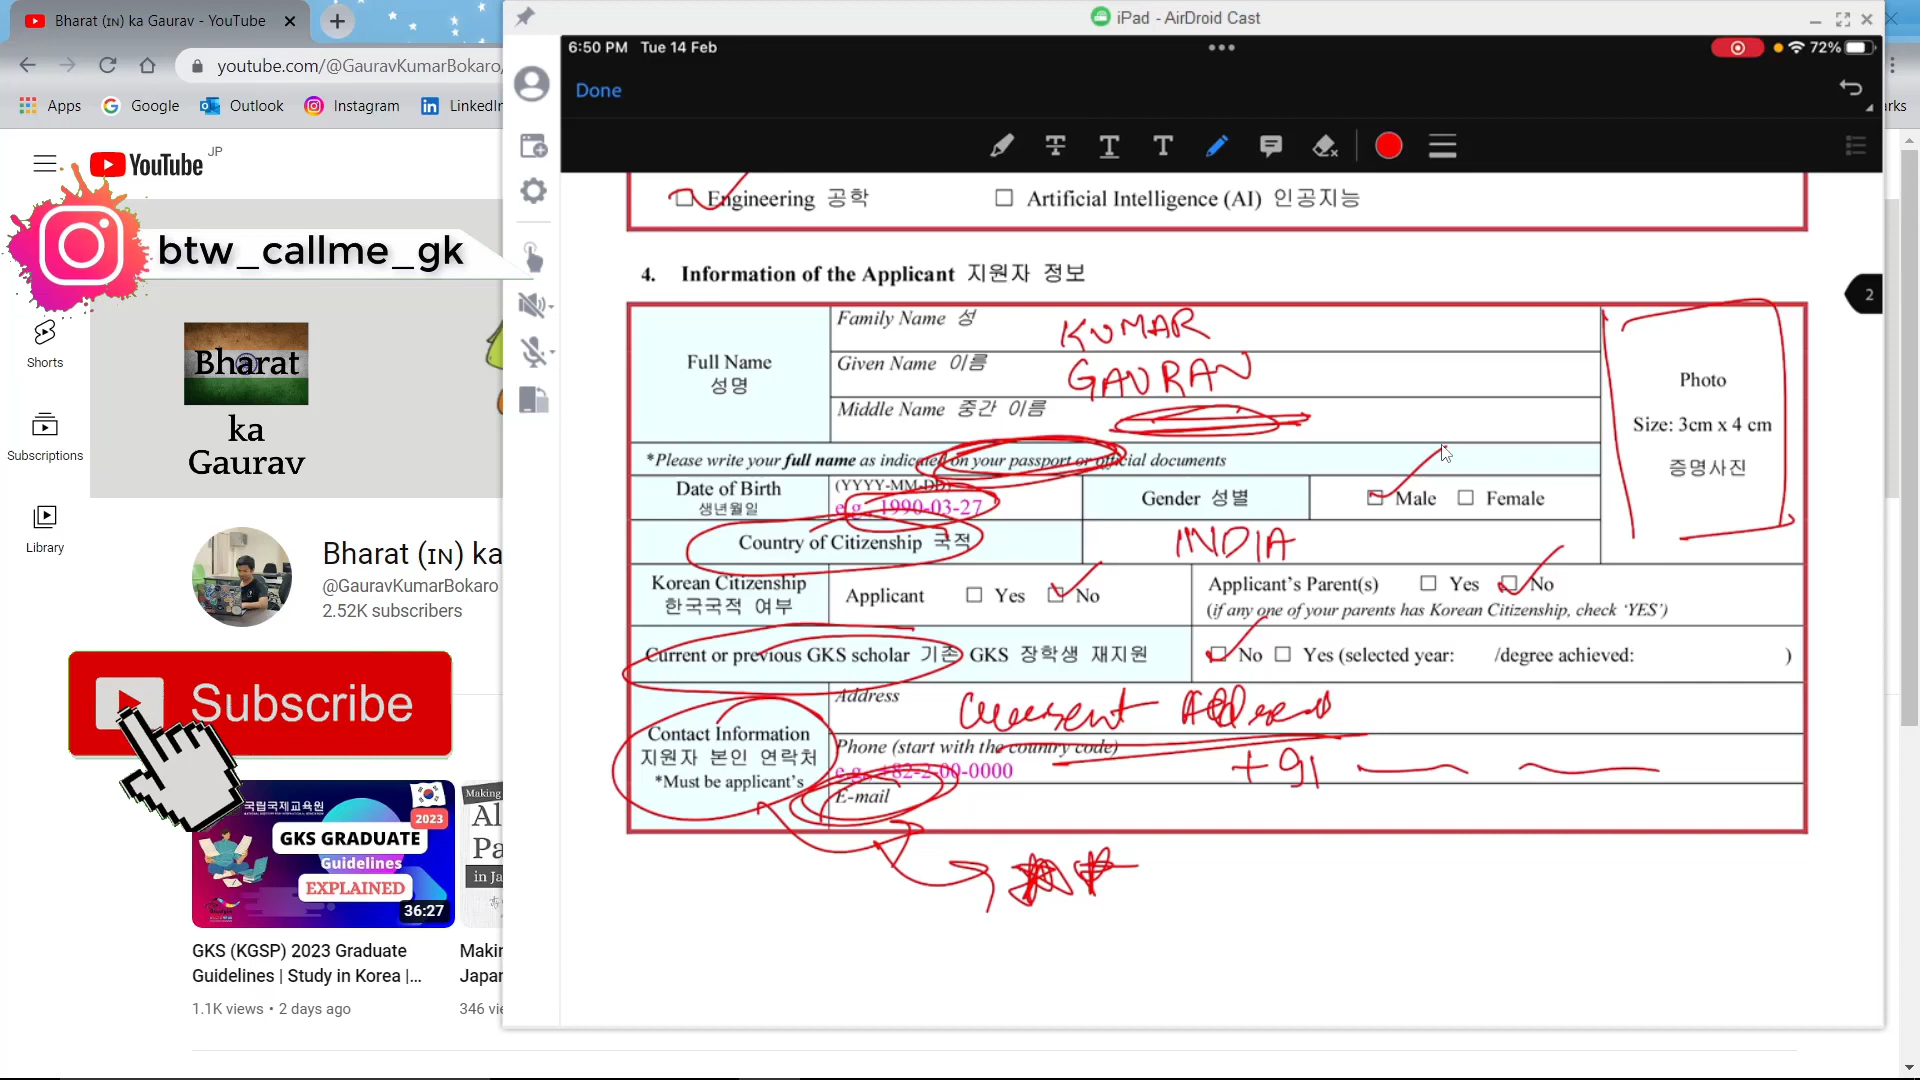 Bharat (IN) ka Gaurav - YouTube
iPad - AirDroid Cast
6:50 PM Tue 14 Feb
72%
youtube.com/@GauravKumarBokaro
Done
Apps
Google
Outlook
Instagram
LinkedIn
arks
YouTube JP
btw_callme_gk
Shorts
Subscriptions
Library
Bharat
ka
Gaurav
Bharat (IN) ka
@GauravKumarBokaro
2.52K subscribers
Subscribe
국립국제교육원
2023
GKS GRADUATE
Guidelines
EXPLAINED
36:27
Making
Al
Pa
in Ja
GKS (KGSP) 2023 Graduate
Guidelines | Study in Korea |...
1.1K views • 2 days ago
Makin
Japan
346 vie
T T T
Engineering 공학
Artificial Intelligence (AI) 인공지능
2
4. Information of the Applicant 지원자 정보
Full Name
성명
Family Name 성
KUMAR
Given Name 이름
GAURAV
Middle Name 중간 이름
Photo
Size: 3cm x 4 cm
증명사진
*Please write your full name as indicated on your passport or official documents
Date of Birth
생년월일
(YYYY-MM-DD)
e.g., 1990-03-27
Gender 성별
Male
Female
Country of Citizenship 국적
INDIA
Korean Citizenship
한국국적 여부
Applicant
Yes
No
Applicant's Parent(s)
Yes
No
(if any one of your parents has Korean Citizenship, check 'YES')
Current or previous GKS scholar 기존 GKS 장학생 재지원
No
Yes (selected year: /degree achieved: )
Contact Information
지원자 본인 연락처
*Must be applicant's
Address
Current Address
Phone (start with the country code)
e.g., +82-2-00-0000
+91
E-mail